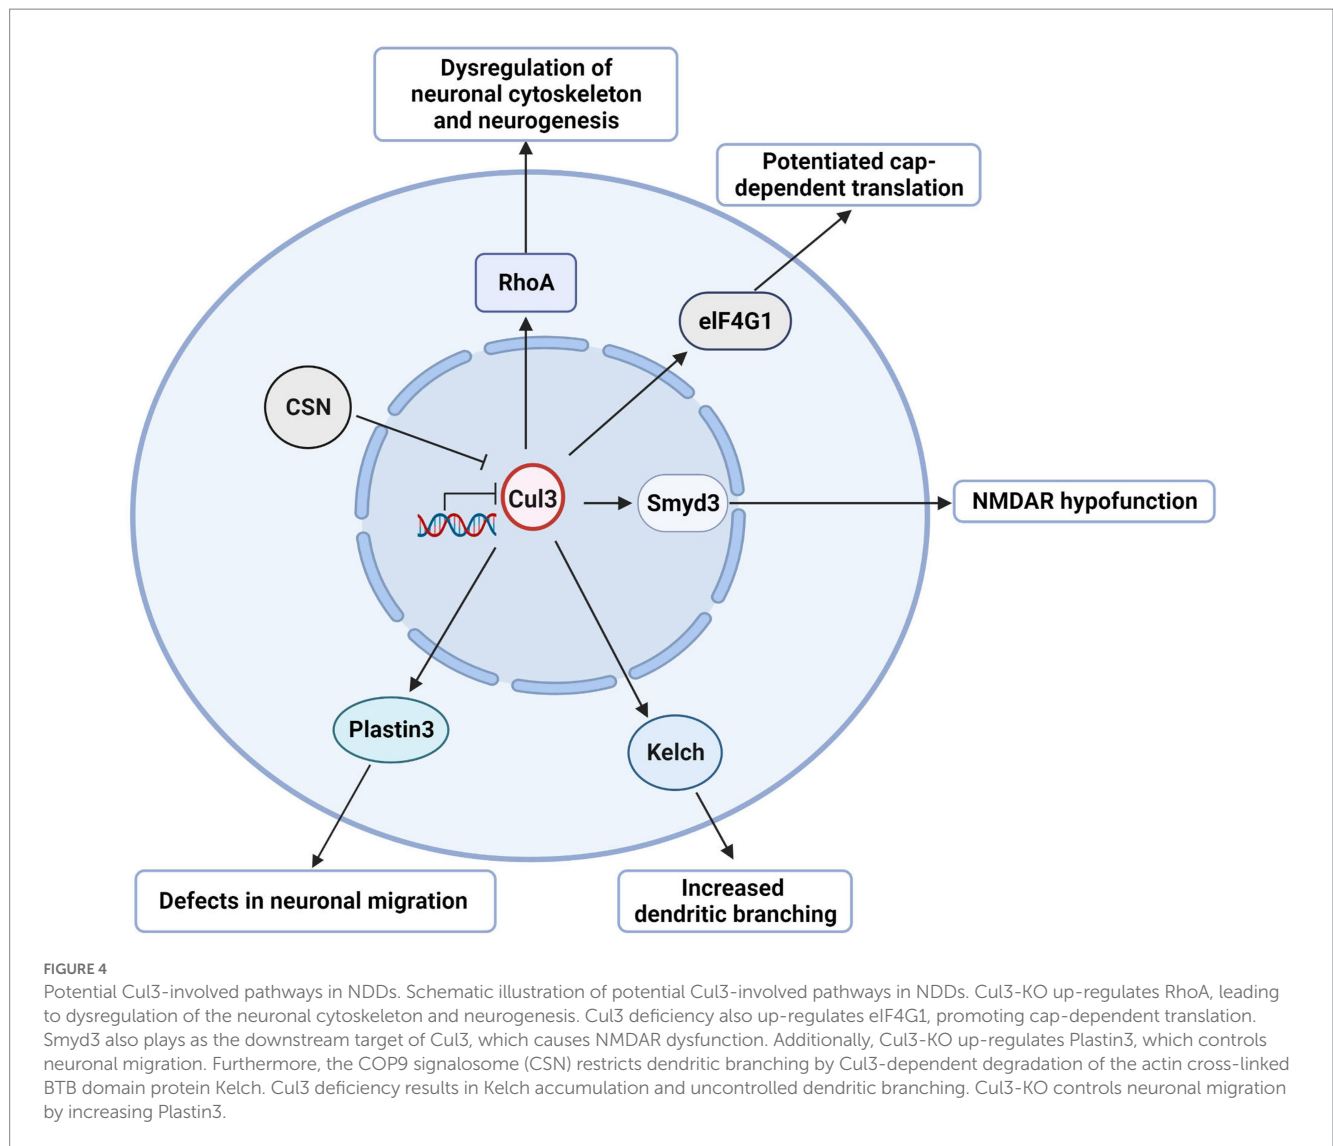 Dysregulation of
neuronal cytoskeleton
and neurogenesis
Potentiated cap-
dependent translation
RhoA
eIF4G1
CSN
Cul3
Smyd3
NMDAR hypofunction
Plastin3
Kelch
Defects in neuronal migration
Increased
dendritic branching
FIGURE 4
Potential Cul3-involved pathways in NDDs. Schematic illustration of potential Cul3-involved pathways in NDDs. Cul3-KO up-regulates RhoA, leading
to dysregulation of the neuronal cytoskeleton and neurogenesis. Cul3 deficiency also up-regulates eIF4G1, promoting cap-dependent translation.
Smyd3 also plays as the downstream target of Cul3, which causes NMDAR dysfunction. Additionally, Cul3-KO up-regulates Plastin3, which controls
neuronal migration. Furthermore, the COP9 signalosome (CSN) restricts dendritic branching by Cul3-dependent degradation of the actin cross-linked
BTB domain protein Kelch. Cul3 deficiency results in Kelch accumulation and uncontrolled dendritic branching. Cul3-KO controls neuronal migration
by increasing Plastin3.